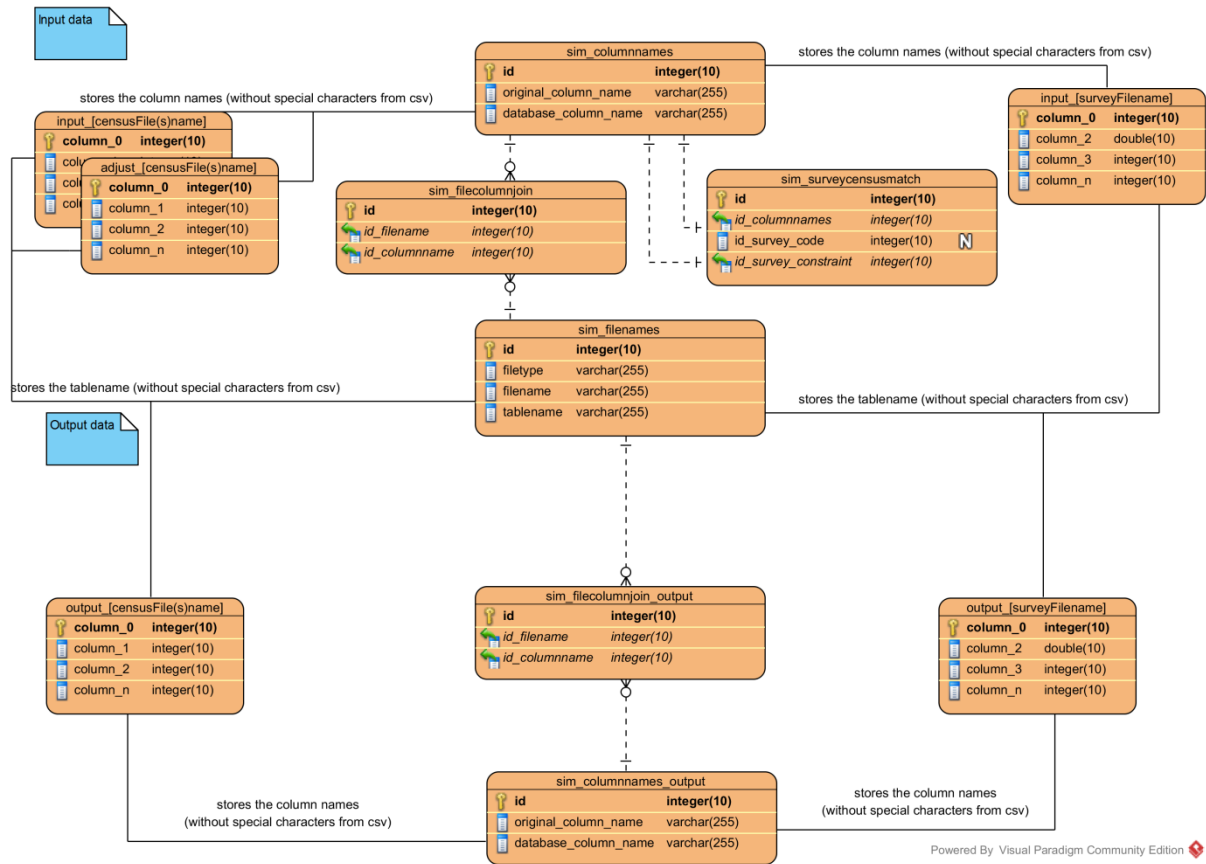 Input data
sim_columnnames
id integer(10)
original_column_name varchar(255)
database_column_name varchar(255)
stores the column names (without special characters from csv)
stores the column names (without special characters from csv)
input_[censusFile(s)name]
column_0 integer(10)
adjust_[censusFile(s)name]
column_0 integer(10)
column_1 integer(10)
column_2 integer(10)
column_n integer(10)
input_[surveyFilename]
column_0 integer(10)
column_2 double(10)
column_3 integer(10)
column_n integer(10)
sim_filecolumnjoin
id integer(10)
id_filename integer(10)
id_columnname integer(10)
sim_surveycensusmatch
id integer(10)
id_columnnames integer(10)
id_survey_code integer(10) N
id_survey_constraint integer(10)
sim_filenames
id integer(10)
filetype varchar(255)
filename varchar(255)
tablename varchar(255)
stores the tablename (without special characters from csv)
stores the tablename (without special characters from csv)
Output data
output_[censusFile(s)name]
column_0 integer(10)
column_1 integer(10)
column_2 integer(10)
column_n integer(10)
sim_filecolumnjoin_output
id integer(10)
id_filename integer(10)
id_columnname integer(10)
output_[surveyFilename]
column_0 integer(10)
column_2 double(10)
column_3 integer(10)
column_n integer(10)
sim_columnnames_output
id integer(10)
original_column_name varchar(255)
database_column_name varchar(255)
stores the column names
(without special characters from csv)
stores the column names
(without special characters from csv)
Powered By Visual Paradigm Community Edition